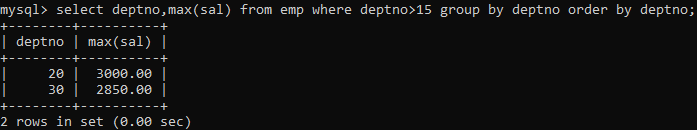 mysql> select deptno,max(sal) from emp where deptno>15 group by deptno order by deptno;
+--------+----------+
| deptno | max(sal) |
+--------+----------+
|     20 |  3000.00 |
|     30 |  2850.00 |
+--------+----------+
2 rows in set (0.00 sec)